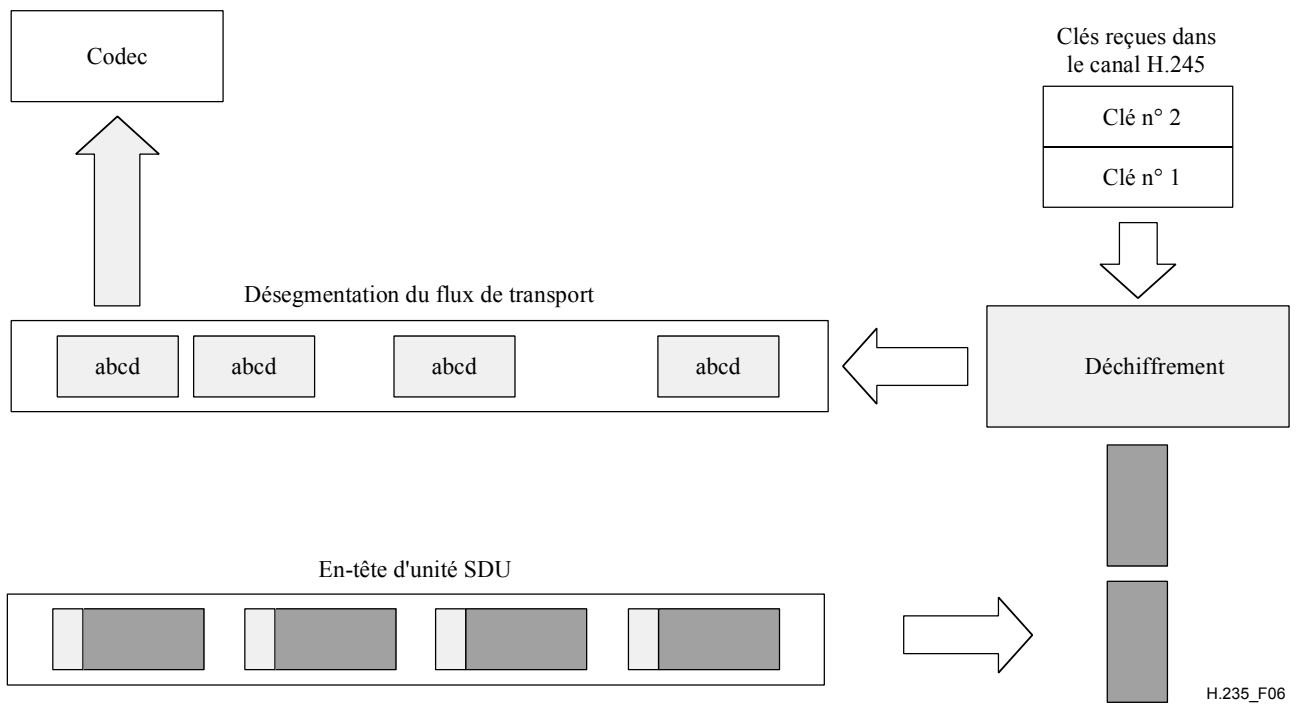 Codec
Clés reçues dans
le canal H.245
Clé n° 2
Clé n° 1
Désegmentation du flux de transport
abcd
abcd
abcd
abcd
Déchiffrement
En-tête d'unité SDU
H.235_F06